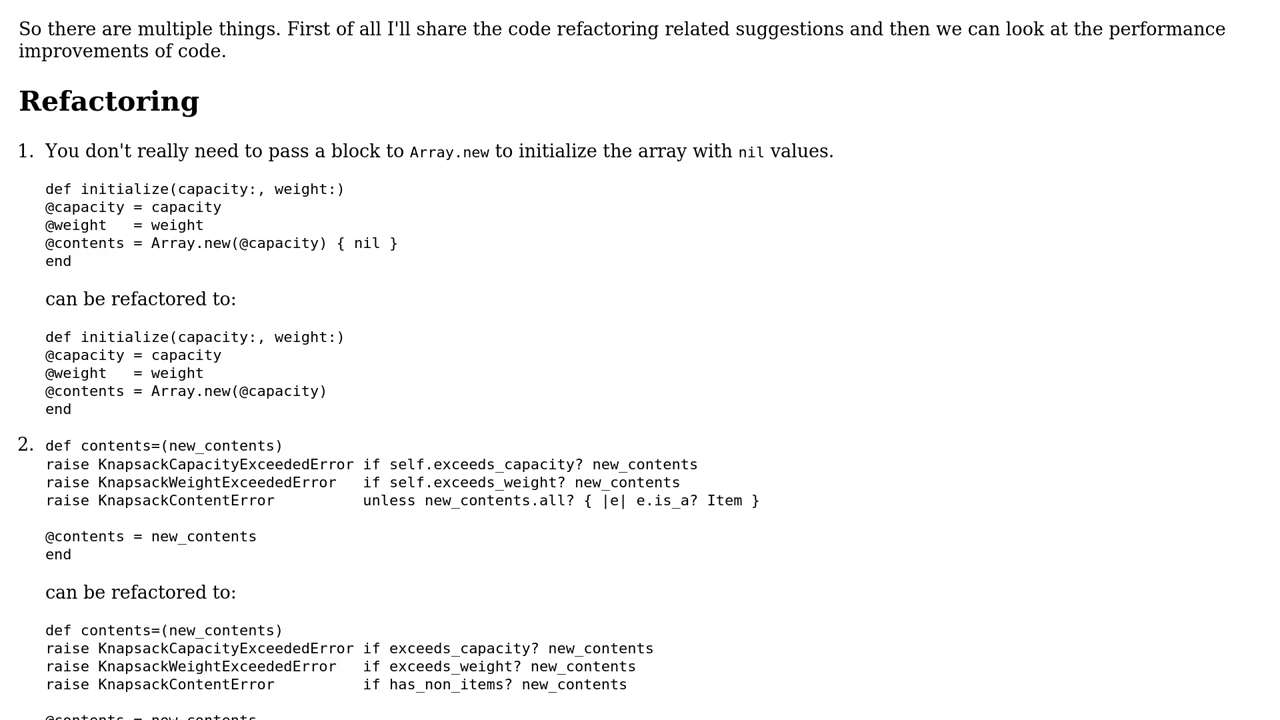 So there are multiple things. First of all I'll share the code refactoring related suggestions and then we can look at the performance
improvements of code.
Refactoring
1. You don't really need to pass a block to Array.new to initialize the array with nil values.
def initialize(capacity:, weight:)
@capacity = capacity
@weight   = weight
@contents = Array.new(@capacity) { nil }
end
can be refactored to:
def initialize(capacity:, weight:)
@capacity = capacity
@weight   = weight
@contents = Array.new(@capacity)
end
2. def contents=(new_contents)
raise KnapsackCapacityExceededError if self.exceeds_capacity? new_contents
raise KnapsackWeightExceededError   if self.exceeds_weight? new_contents
raise KnapsackContentError          unless new_contents.all? { |e| e.is_a? Item }
@contents = new_contents
end
can be refactored to:
def contents=(new_contents)
raise KnapsackCapacityExceededError if exceeds_capacity? new_contents
raise KnapsackWeightExceededError   if exceeds_weight? new_contents
raise KnapsackContentError          if has_non_items? new_contents
@contents = new_contents